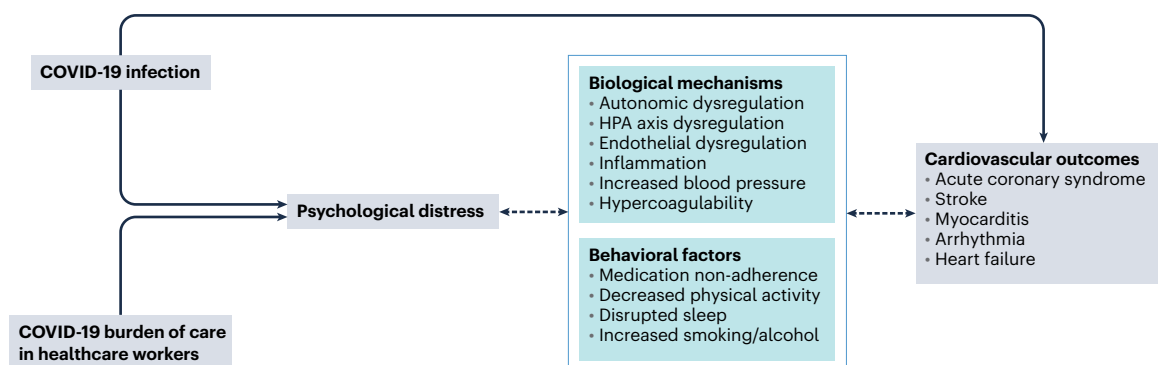 COVID-19 infection
COVID-19 burden of care
in healthcare workers
Psychological distress
Biological mechanisms
• Autonomic dysregulation
• HPA axis dysregulation
• Endothelial dysregulation
• Inflammation
• Increased blood pressure
• Hypercoagulability
Behavioral factors
• Medication non-adherence
• Decreased physical activity
• Disrupted sleep
• Increased smoking/alcohol
Cardiovascular outcomes
• Acute coronary syndrome
• Stroke
• Myocarditis
• Arrhythmia
• Heart failure